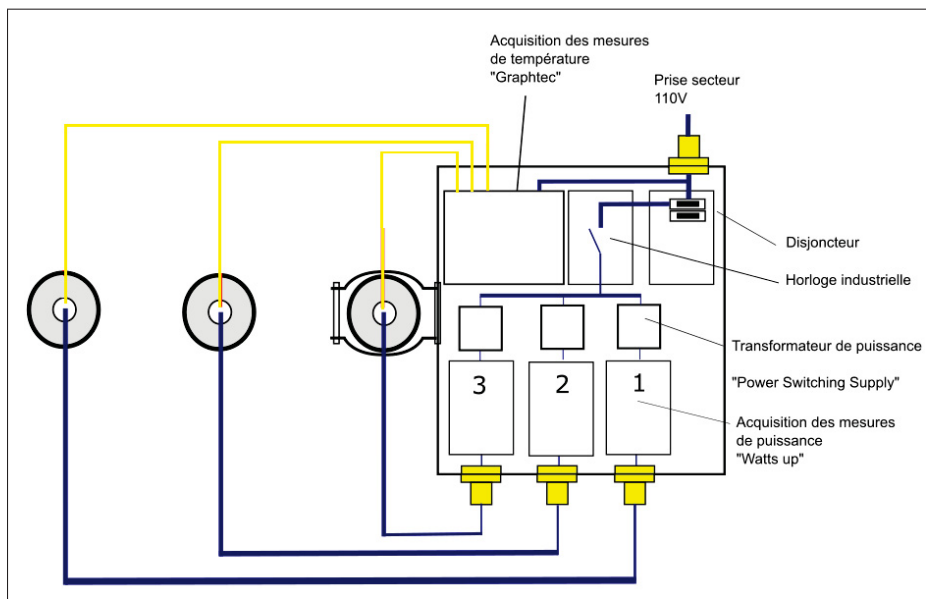 Acquisition des mesures
de température
"Graphtec"
Prise secteur
110V
Disjoncteur
Horloge industrielle
Transformateur de puissance
"Power Switching Supply"
3
2
1
Acquisition des mesures
de puissance
"Watts up"